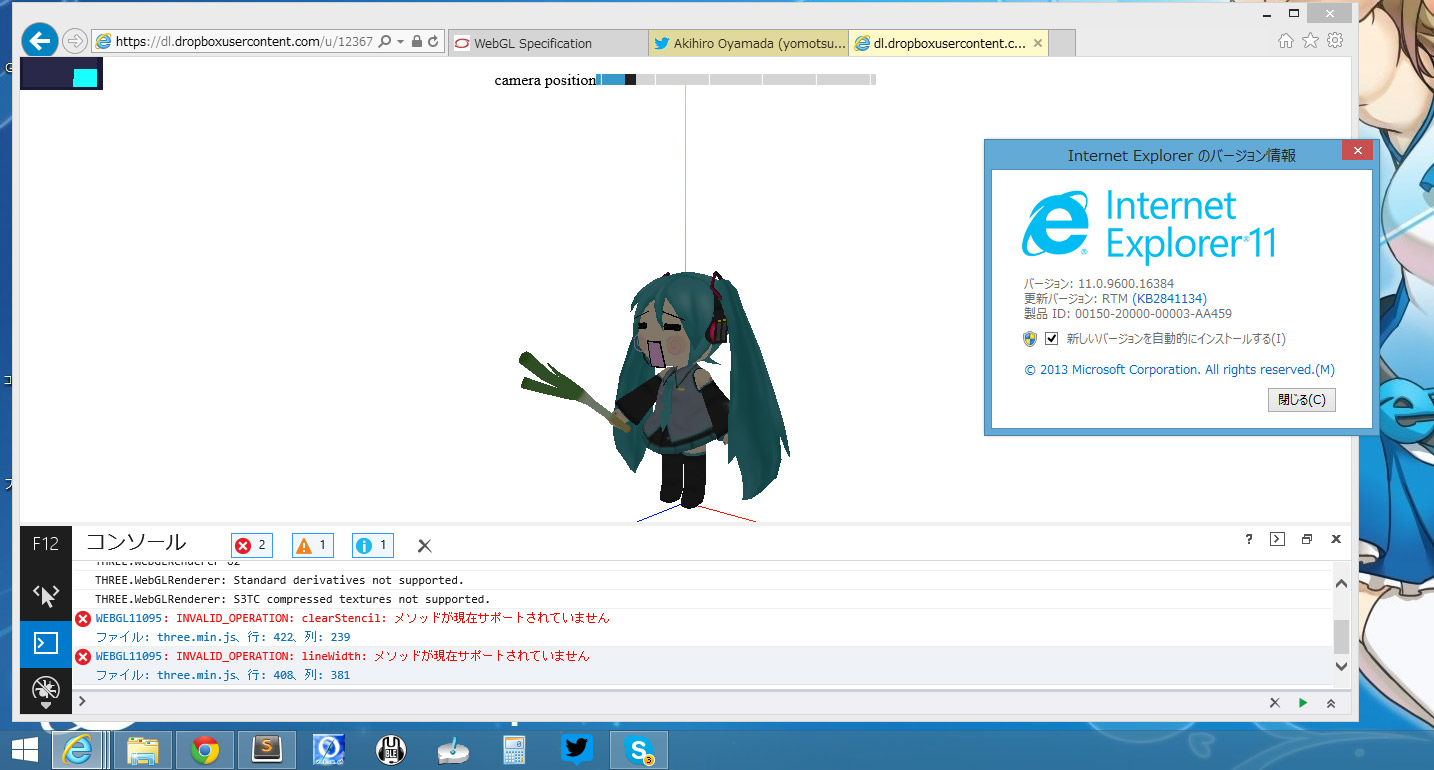 https://dl.dropboxusercontent.com/u/12367
WebGL Specification
Akihiro Oyamada (yomotsu...
dl.dropboxusercontent.c...
camera position
Internet Explorer のバージョン情報
Internet
Explorer®11
バージョン: 11.0.9600.16384
更新バージョン: RTM (KB2841134)
製品 ID: 00150-20000-00003-AA459
新しいバージョンを自動的にインストールする(I)
© 2013 Microsoft Corporation. All rights reserved.(M)
閉じる(C)
F12
コンソール
2
1
1
?
THREE.WebGLRenderer: Standard derivatives not supported.
THREE.WebGLRenderer: S3TC compressed textures not supported.
WEBGL11095: INVALID_OPERATION: clearStencil: メソッドが現在サポートされていません
ファイル: three.min.js、行: 422、列: 239
WEBGL11095: INVALID_OPERATION: lineWidth: メソッドが現在サポートされていません
ファイル: three.min.js、行: 408、列: 381
3